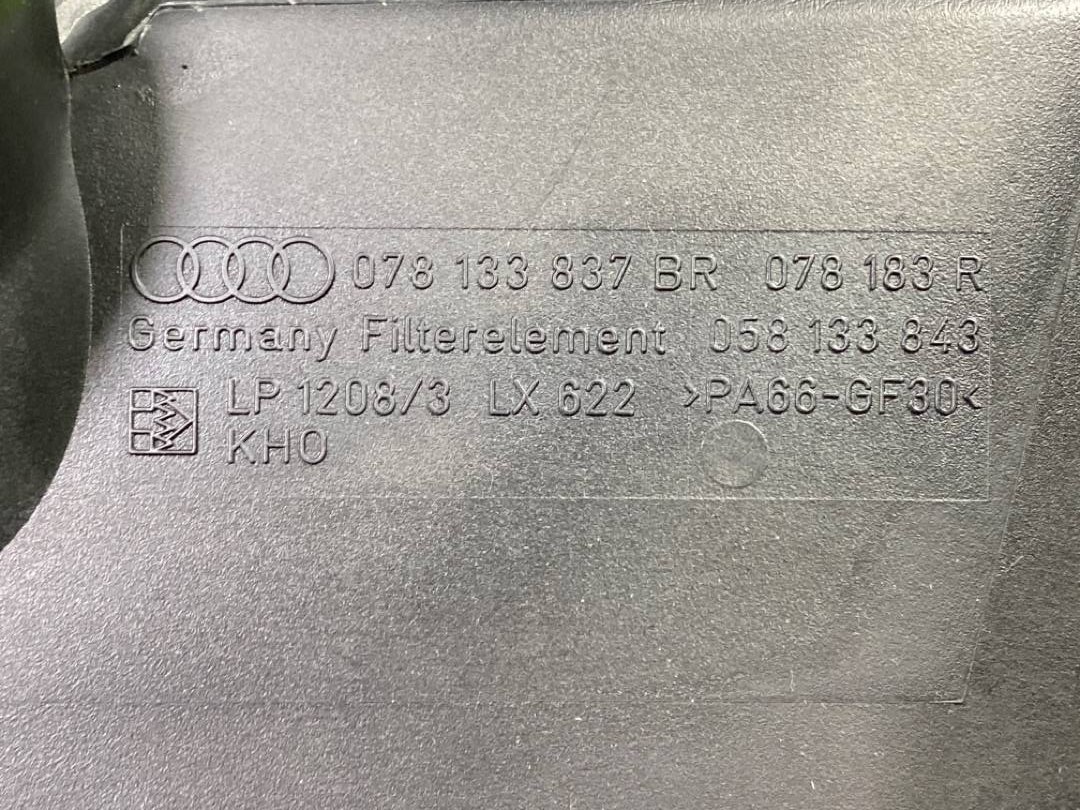 078 133 837 BR 078 183 R
Germany Filterelement 058 133 843
LP 1208/3 LX 622 >PA66-GF30<
KHO